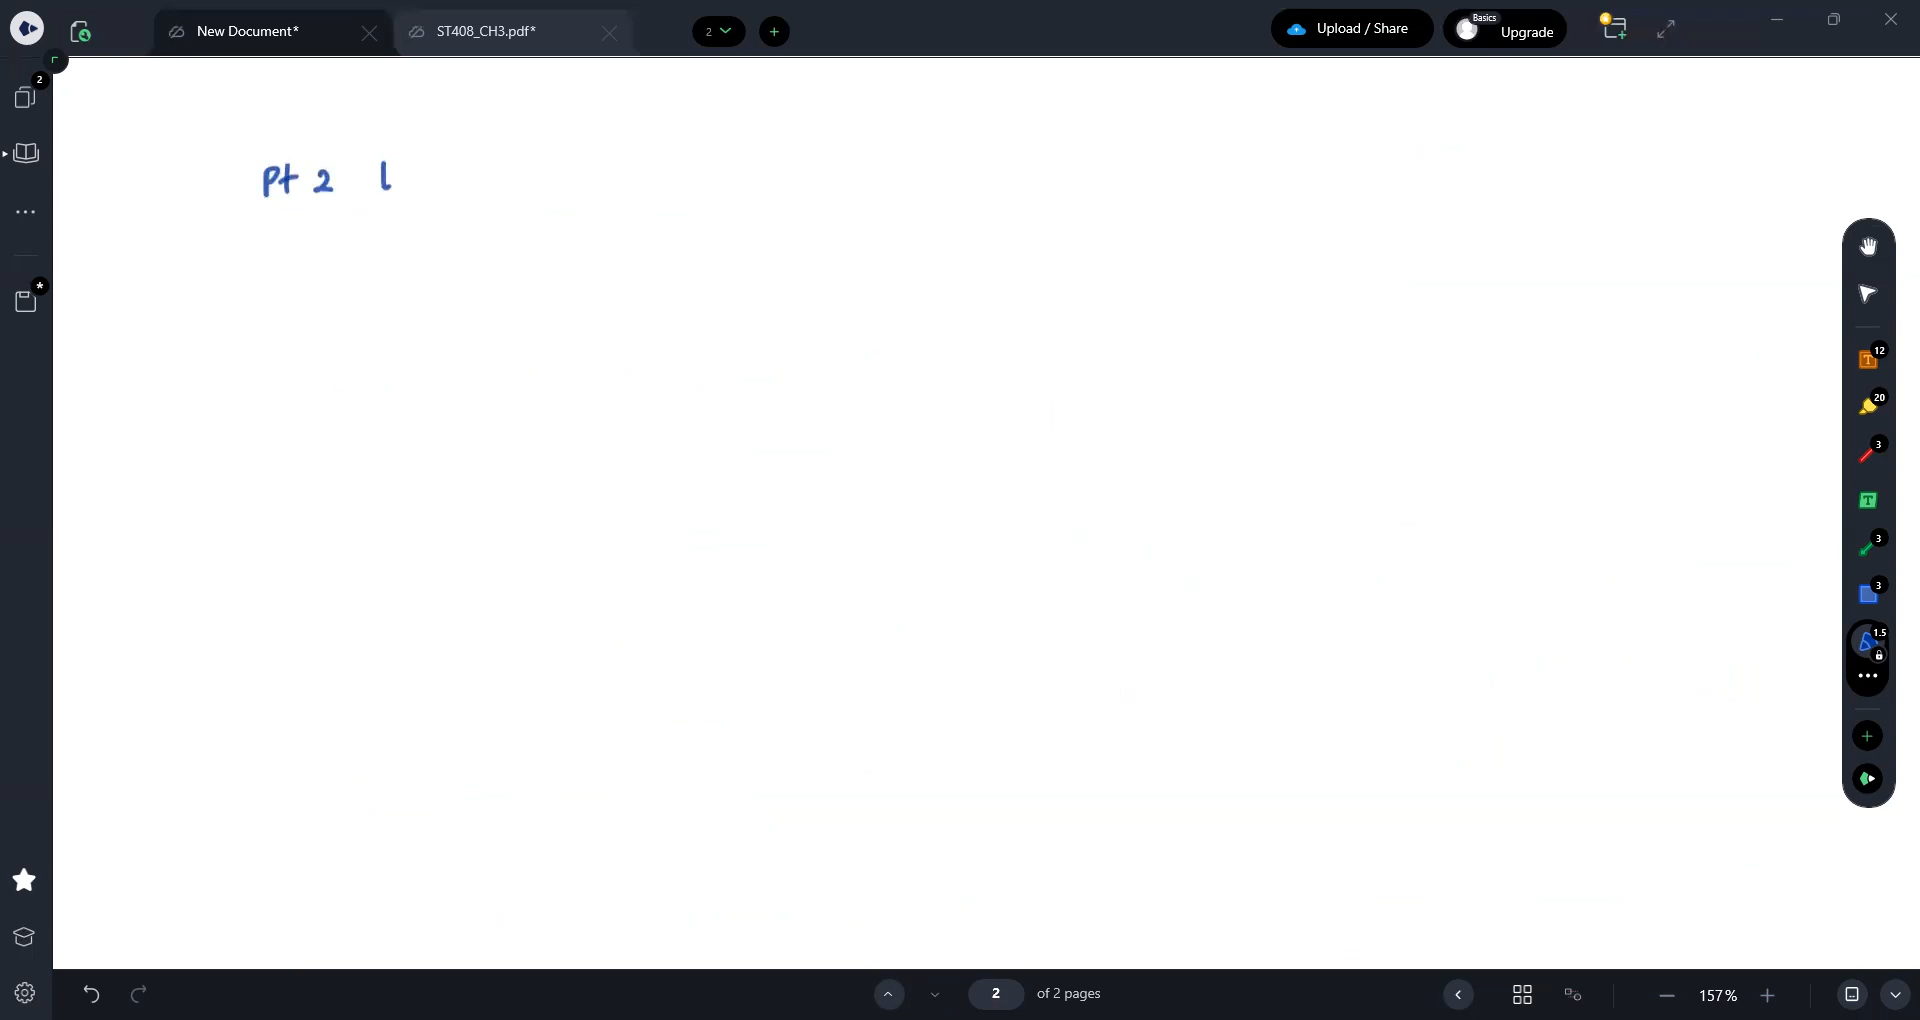 New Document*
ST408_CH3.pdf*
2
Upload / Share
Basics
Upgrade
2
Pt 2 l
*
12
20
3
T
3
3
1.5
2
of 2 pages
157%